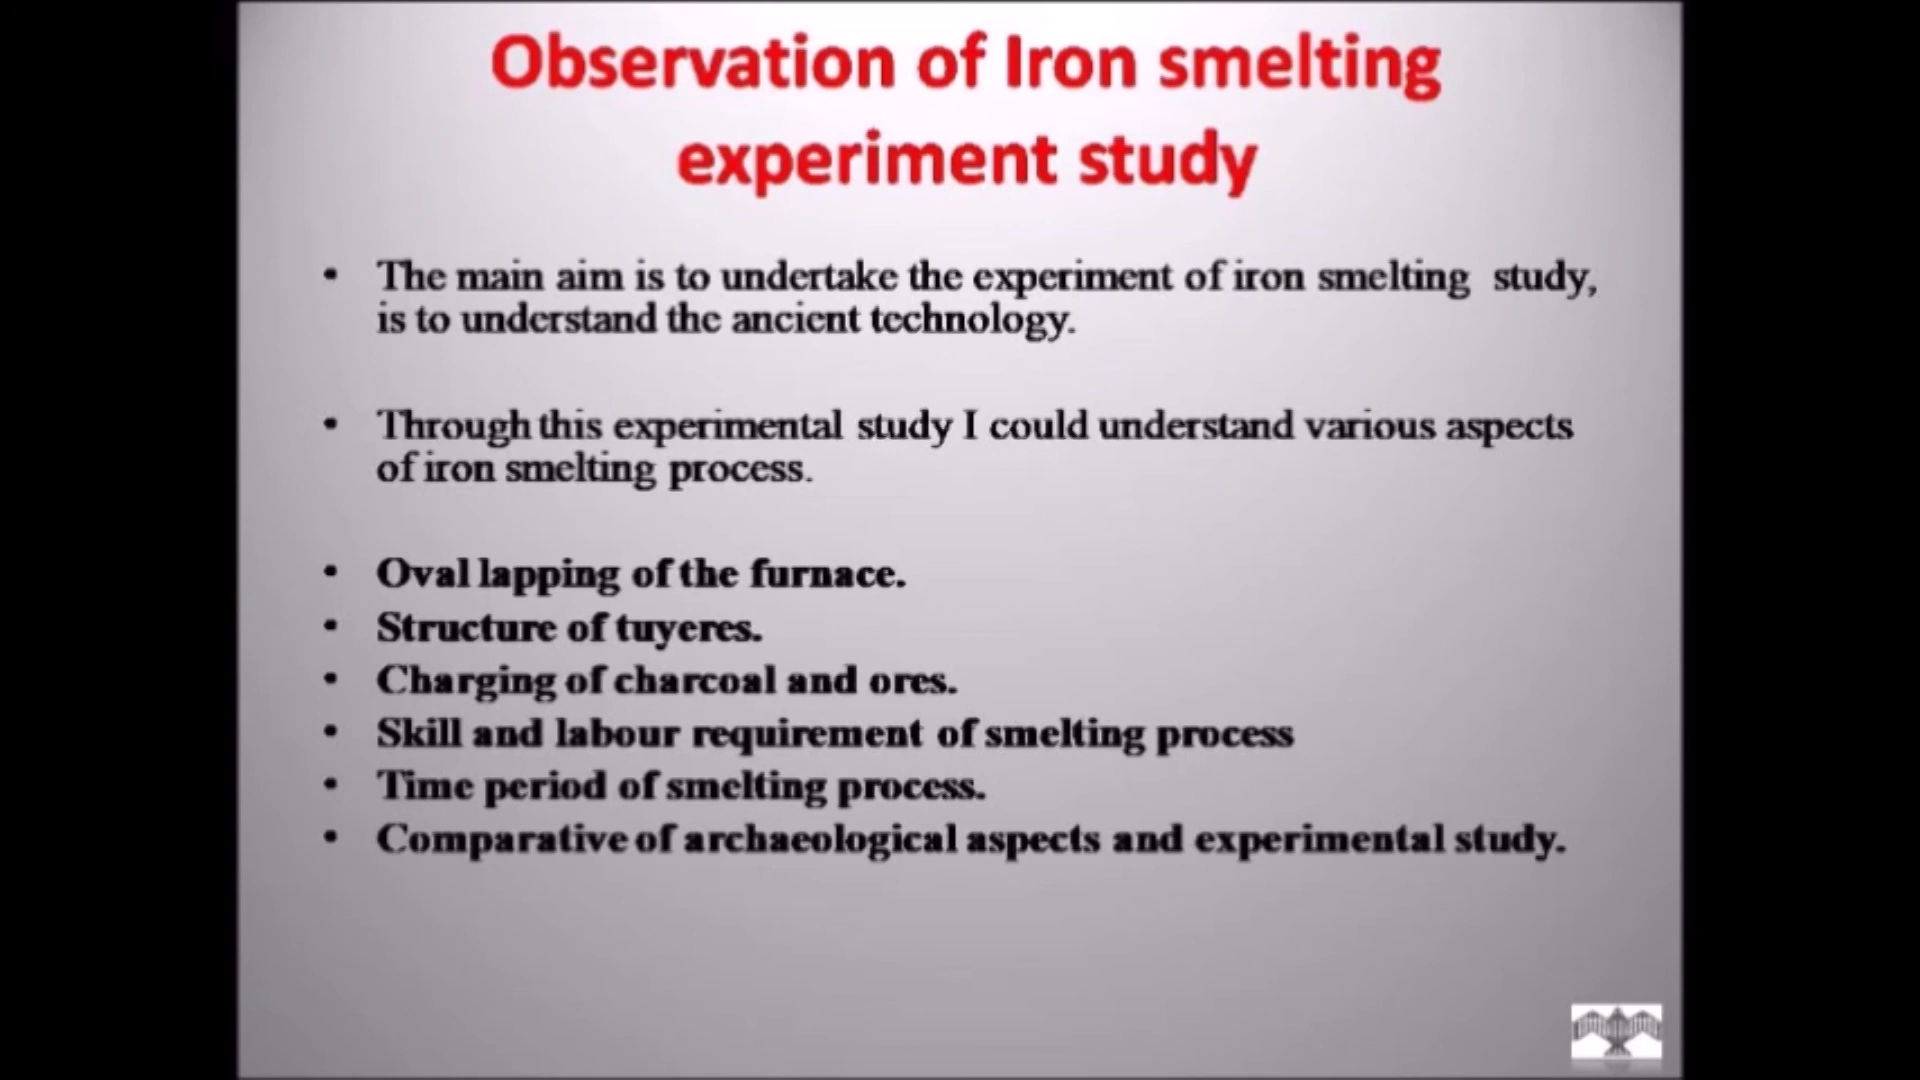 Observation of Iron smelting
experiment study
• The main aim is to undertake the experiment of iron smelting study,
is to understand the ancient technology.
• Through this experimental study I could understand various aspects
of iron smelting process.
• Oval lapping of the furnace.
• Structure of tuyeres.
• Charging of charcoal and ores.
• Skill and labour requirement of smelting process
• Time period of smelting process.
• Comparative of archaeological aspects and experimental study.